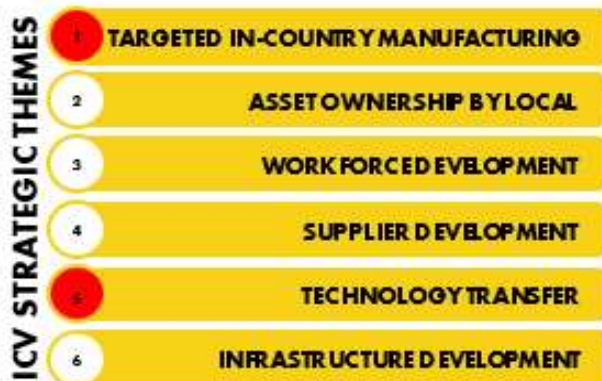 ICV STRATEGIC THEMES
1 TARGETED IN-COUNTRY MANUFACTURING
2 ASSET OWNERSHIP BY LOCAL
3 WORKFORCE DEVELOPMENT
4 SUPPLIER DEVELOPMENT
5 TECHNOLOGY TRANSFER
6 INFRASTRUCTURE DEVELOPMENT